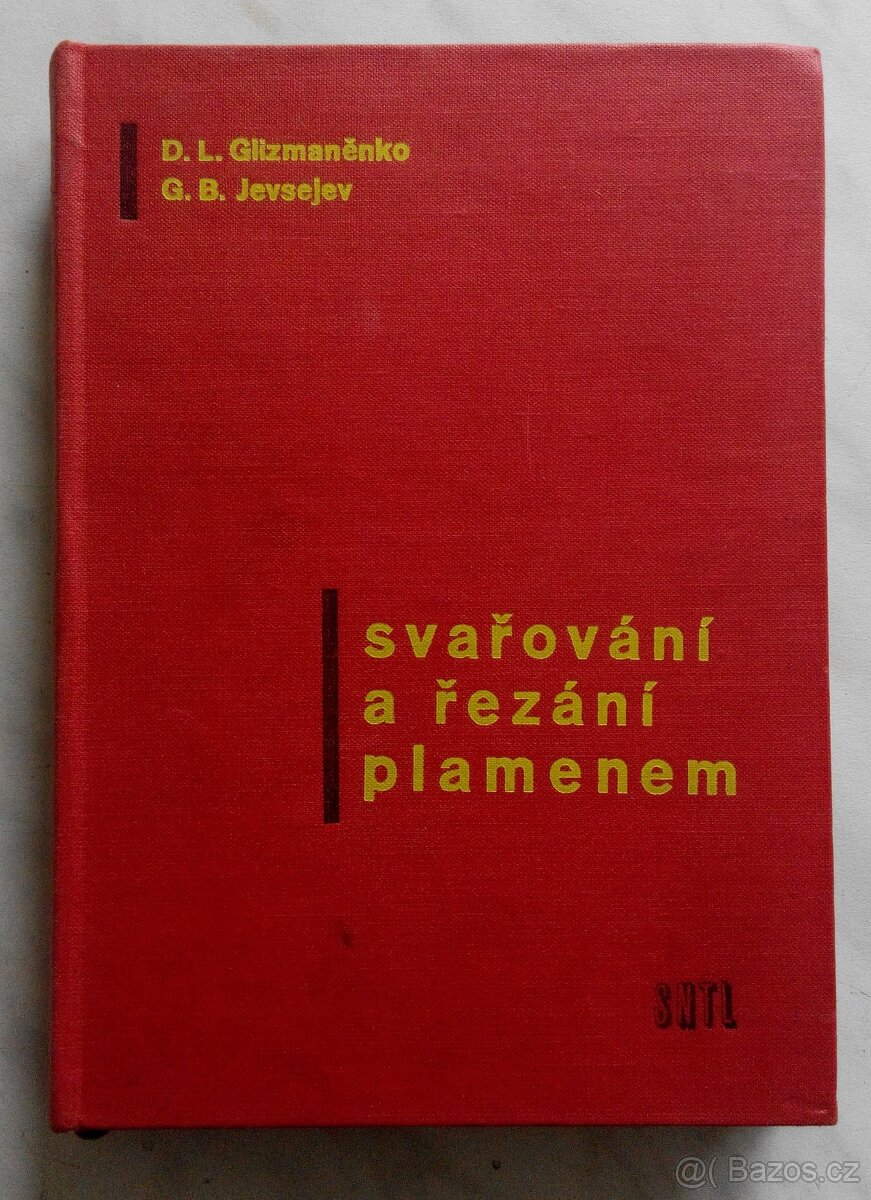 D. L. Glizmaněnko
G. B. Jevsejev
svařování
a řezání
plamenem
SNTL
@( Bazos.cz